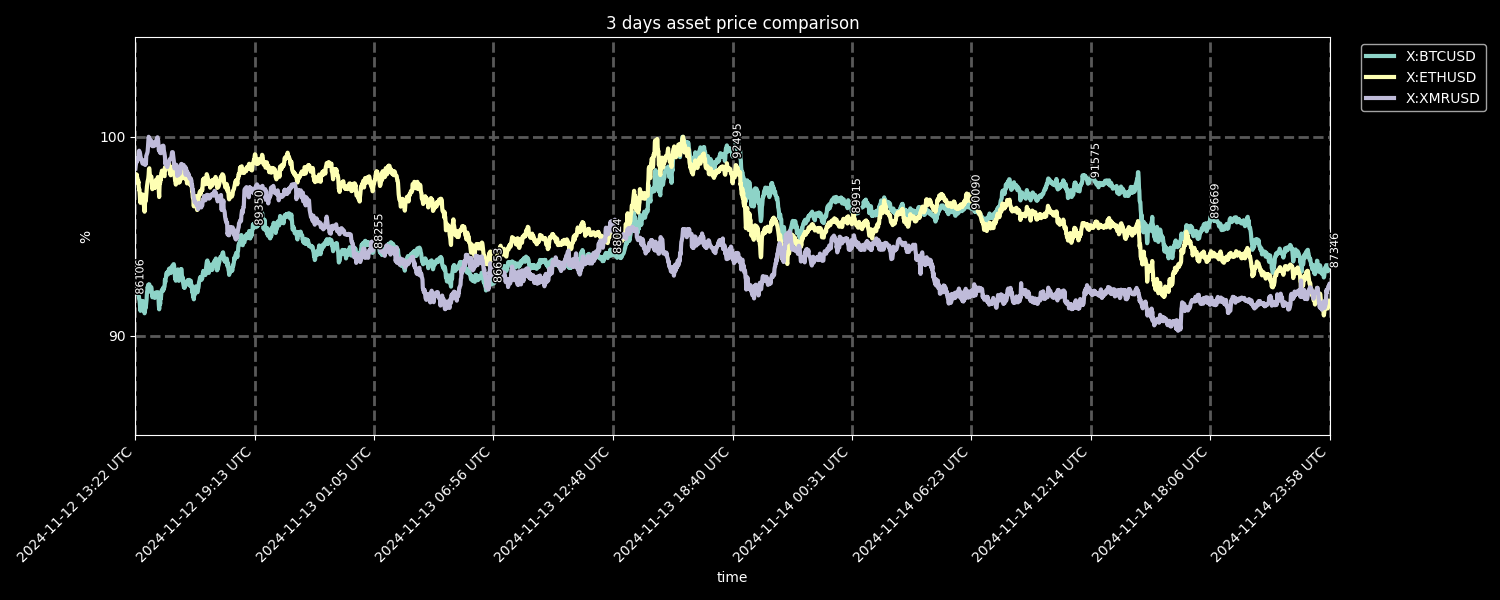 3 days asset price comparison
X:BTCUSD
X:ETHUSD
X:XMRUSD
100
90
%
86106
89350
88255
86653
88024
92495
89915
90090
91575
89669
87346
2024-11-12 13:22 UTC
2024-11-12 19:13 UTC
2024-11-13 01:05 UTC
2024-11-13 06:56 UTC
2024-11-13 12:48 UTC
2024-11-13 18:40 UTC
2024-11-14 00:31 UTC
2024-11-14 06:23 UTC
2024-11-14 12:14 UTC
2024-11-14 18:06 UTC
2024-11-14 23:58 UTC
time